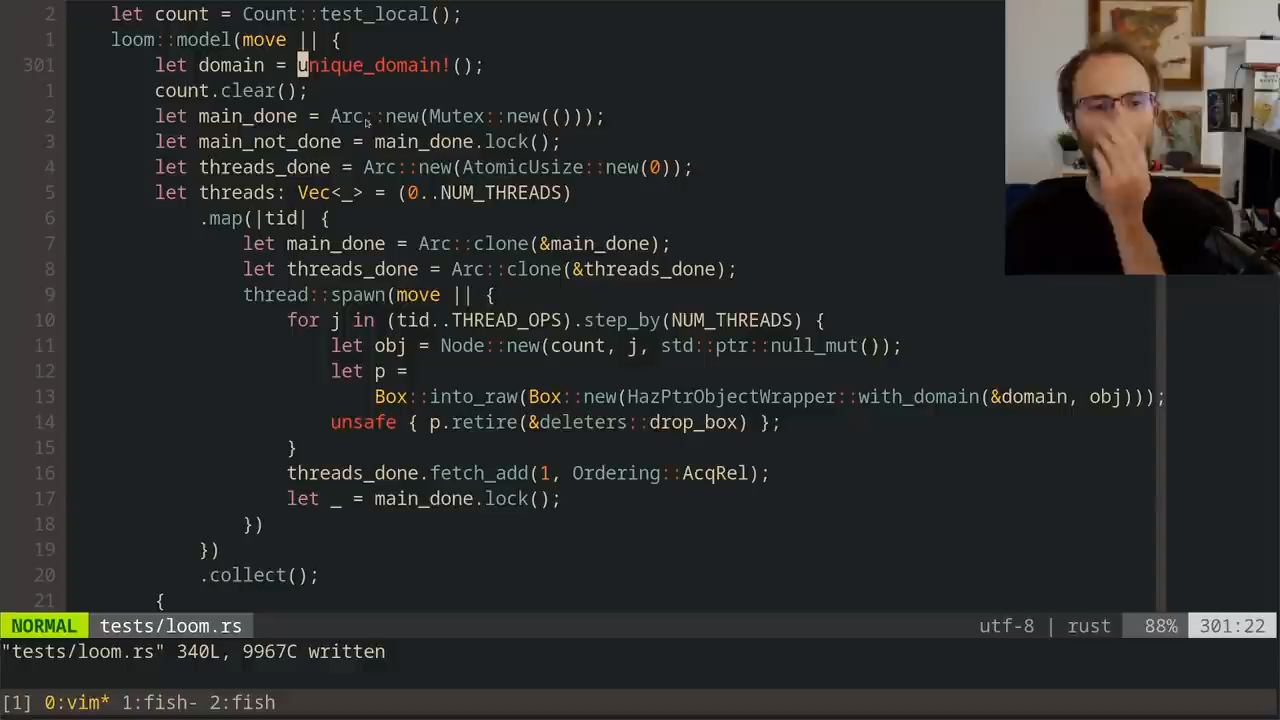 2 let count = Count::test_local();
1 loom::model(move || {
301 let domain = unique_domain!();
1 count.clear();
2 let main_done = Arc::new(Mutex::new(()));
3 let main_not_done = main_done.lock();
4 let threads_done = Arc::new(AtomicUsize::new(0));
5 let threads: Vec<_> = (0..NUM_THREADS)
6 .map(|tid| {
7 let main_done = Arc::clone(&main_done);
8 let threads_done = Arc::clone(&threads_done);
9 thread::spawn(move || {
10 for j in (tid..THREAD_OPS).step_by(NUM_THREADS) {
11 let obj = Node::new(count, j, std::ptr::null_mut());
12 let p =
13 Box::into_raw(Box::new(HazPtrObjectWrapper::with_domain(&domain, obj)));
14 unsafe { p.retire(&deleters::drop_box) };
15 }
16 threads_done.fetch_add(1, Ordering::AcqRel);
17 let _ = main_done.lock();
18 })
19 })
20 .collect();
21 {
NORMAL tests/loom.rs utf-8 | rust 88% 301:22
"tests/loom.rs" 340L, 9967C written
[1] 0:vim* 1:fish- 2:fish